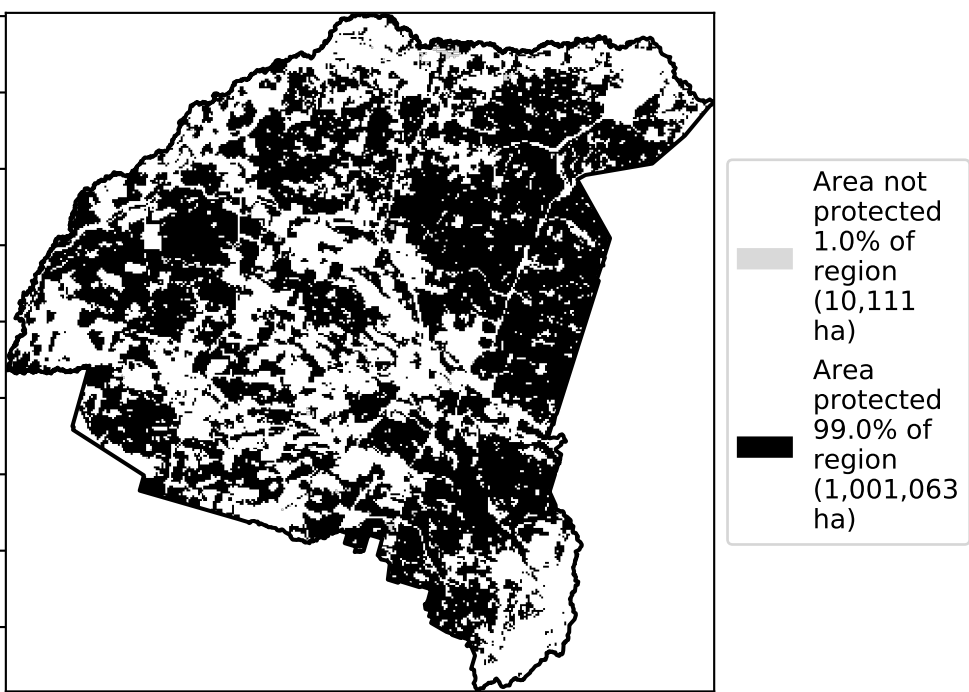 Area not
protected
1.0% of
region
(10,111
ha)
Area
protected
99.0% of
region
(1,001,063
ha)